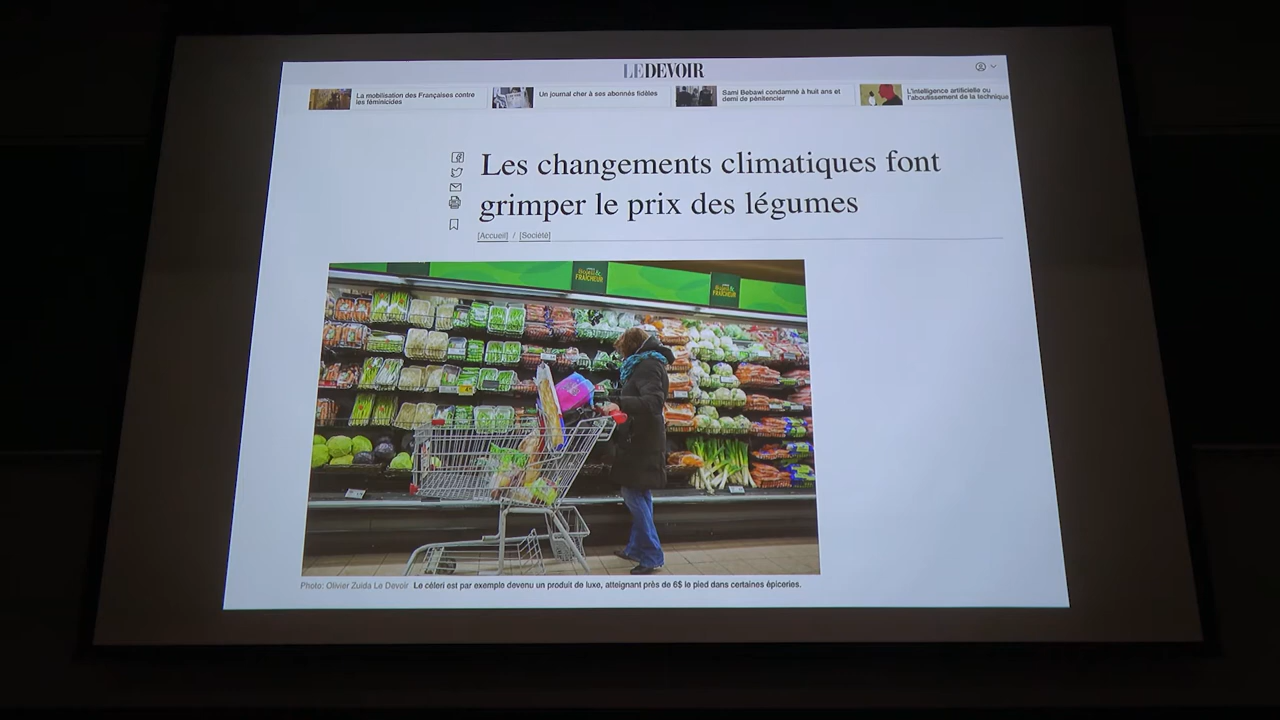 LE DEVOIR
La mobilisation des Françaises contre
les féminicides
Un journal cher à ses abonnés fidèles
Sami Bebawi condamné à huit ans et
demi de pénitencier
L'intelligence artificielle ou
l'aboutissement de la technique
Les changements climatiques font
grimper le prix des légumes
[Accueil] / [Société]
FRAÎCHEUR
FRAÎCHEUR
Photo: Olivier Zuida Le Devoir Le céleri est par exemple devenu un produit de luxe, atteignant près de 6$ le pied dans certaines épiceries.